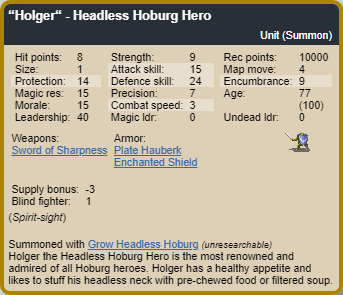 "Holger" - Headless Hoburg Hero
Unit (Summon)
Hit points: 8 Strength: 9 Rec points: 10000
Size: 1 Attack skill: 15 Map move: 4
Protection: 14 Defence skill: 24 Encumbrance: 9
Magic res: 15 Precision: 7 Age: 77
Morale: 15 Combat speed: 3 (100)
Leadership: 40 Magic ldr: 0 Undead ldr: 0
Weapons: Armor:
Sword of Sharpness Plate Hauberk
Enchanted Shield
Supply bonus: -3
Blind fighter: 1
(Spirit-sight)
Summoned with Grow Headless Hoburg (unresearchable)
Holger the Headless Hoburg Hero is the most renowned and
admired of all Hoburg heroes. Holger has a healthy appetite and
likes to stuff his headless neck with pre-chewed food or filtered soup.